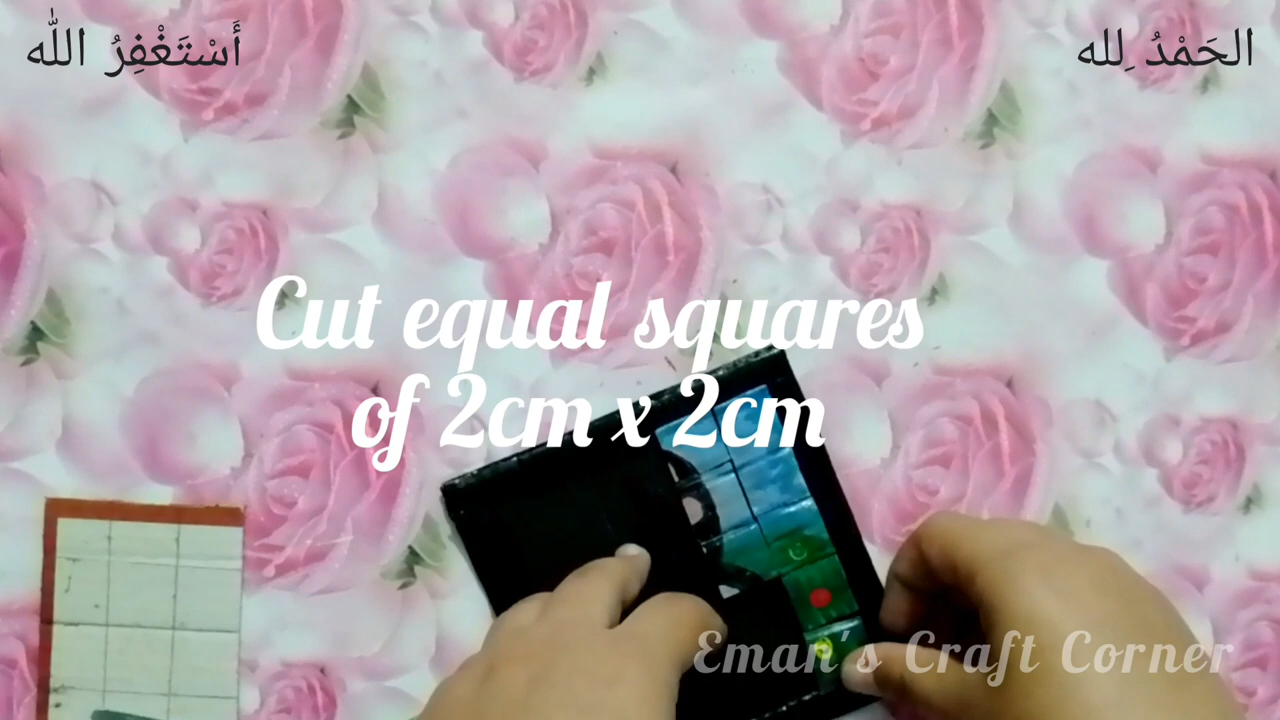 أَسْتَغْفِرُ اللّٰه
الحَمْدُ لِله
Cut equal squares
of 2cm x 2cm
Eman's Craft Corner